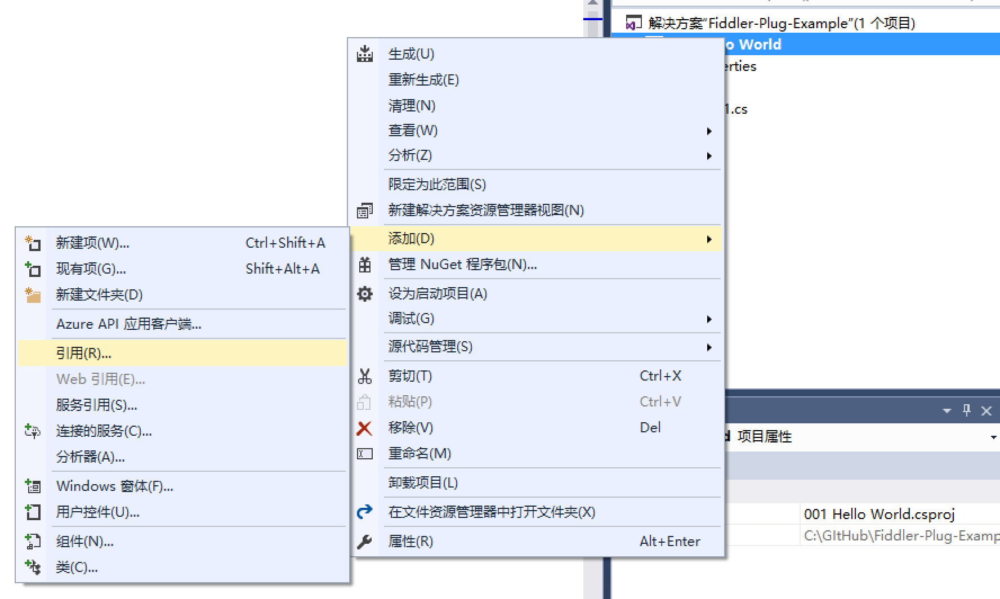 解决方案“Fiddler-Plug-Example”(1 个项目)
o World
erties
1.cs
生成(U)
重新生成(E)
清理(N)
查看(W)
分析(Z)
限定为此范围(S)
新建解决方案资源管理器视图(N)
添加(D)
管理 NuGet 程序包(N)...
设为启动项目(A)
调试(G)
源代码管理(S)
剪切(T) Ctrl+X
粘贴(P) Ctrl+V
移除(V) Del
重命名(M)
卸载项目(L)
在文件资源管理器中打开文件夹(X)
属性(R) Alt+Enter
新建项(W)... Ctrl+Shift+A
现有项(G)... Shift+Alt+A
新建文件夹(D)
Azure API 应用客户端...
引用(R)...
Web 引用(E)...
服务引用(S)...
连接的服务(C)...
分析器(A)...
Windows 窗体(F)...
用户控件(U)...
组件(N)...
类(C)...
d 项目属性
001 Hello World.csproj
C:\GItHub\Fiddler-Plug-Examp